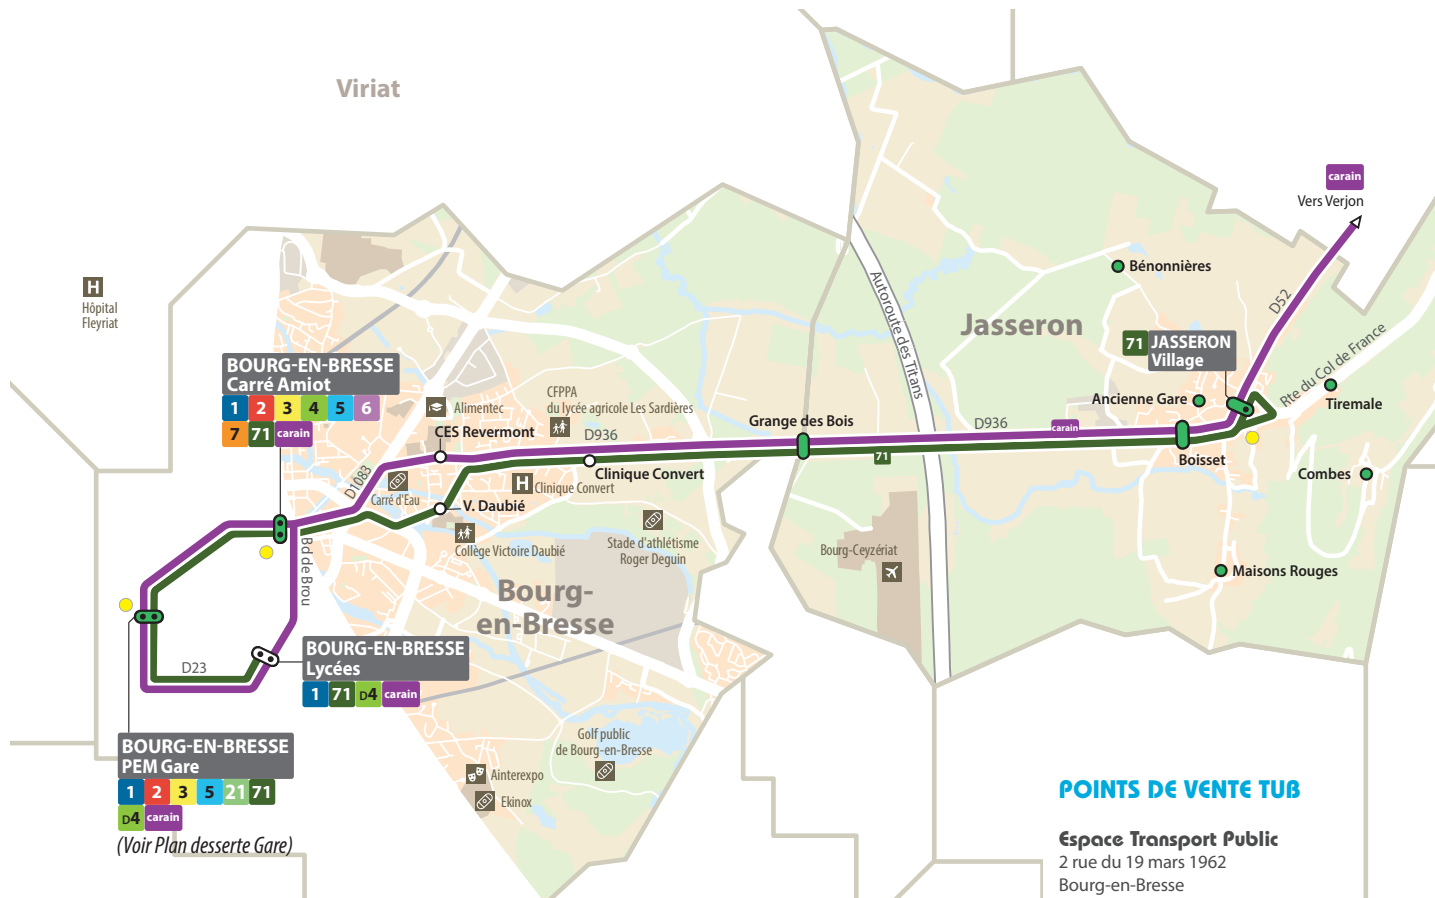 Viriat
carain
Vers Verjon
D52
Rte du Col de France
Bénonnières
Autoroute des Titans
Jasseron
71 JASSERON
Village
Ancienne Gare
Tiremale
Combes
Boisset
Maisons Rouges
H
Hôpital
Fleyriat
BOURG-EN-BRESSE
Carré Amiot
1 2 3 4 5 6
7 71 carain
Alimentec
CFPPA
du lycée agricole Les Sardières
CES Revermont
D936
Grange des Bois
D936
carain
71
D1083
Carré d'Eau
H Clinique Convert
Clinique Convert
V. Daubié
Collège Victoire Daubié
Stade d'athlétisme
Roger Deguin
Bourg-Ceyzériat
Bd de Brou
Bourg-
en-Bresse
D23
BOURG-EN-BRESSE
Lycées
1 71 D4 carain
BOURG-EN-BRESSE
PEM Gare
1 2 3 5 21 71
D4 carain
(Voir Plan desserte Gare)
Golf public
de Bourg-en-Bresse
Ainterexpo
Ekinox
POINTS DE VENTE TUB
Espace Transport Public
2 rue du 19 mars 1962
Bourg-en-Bresse